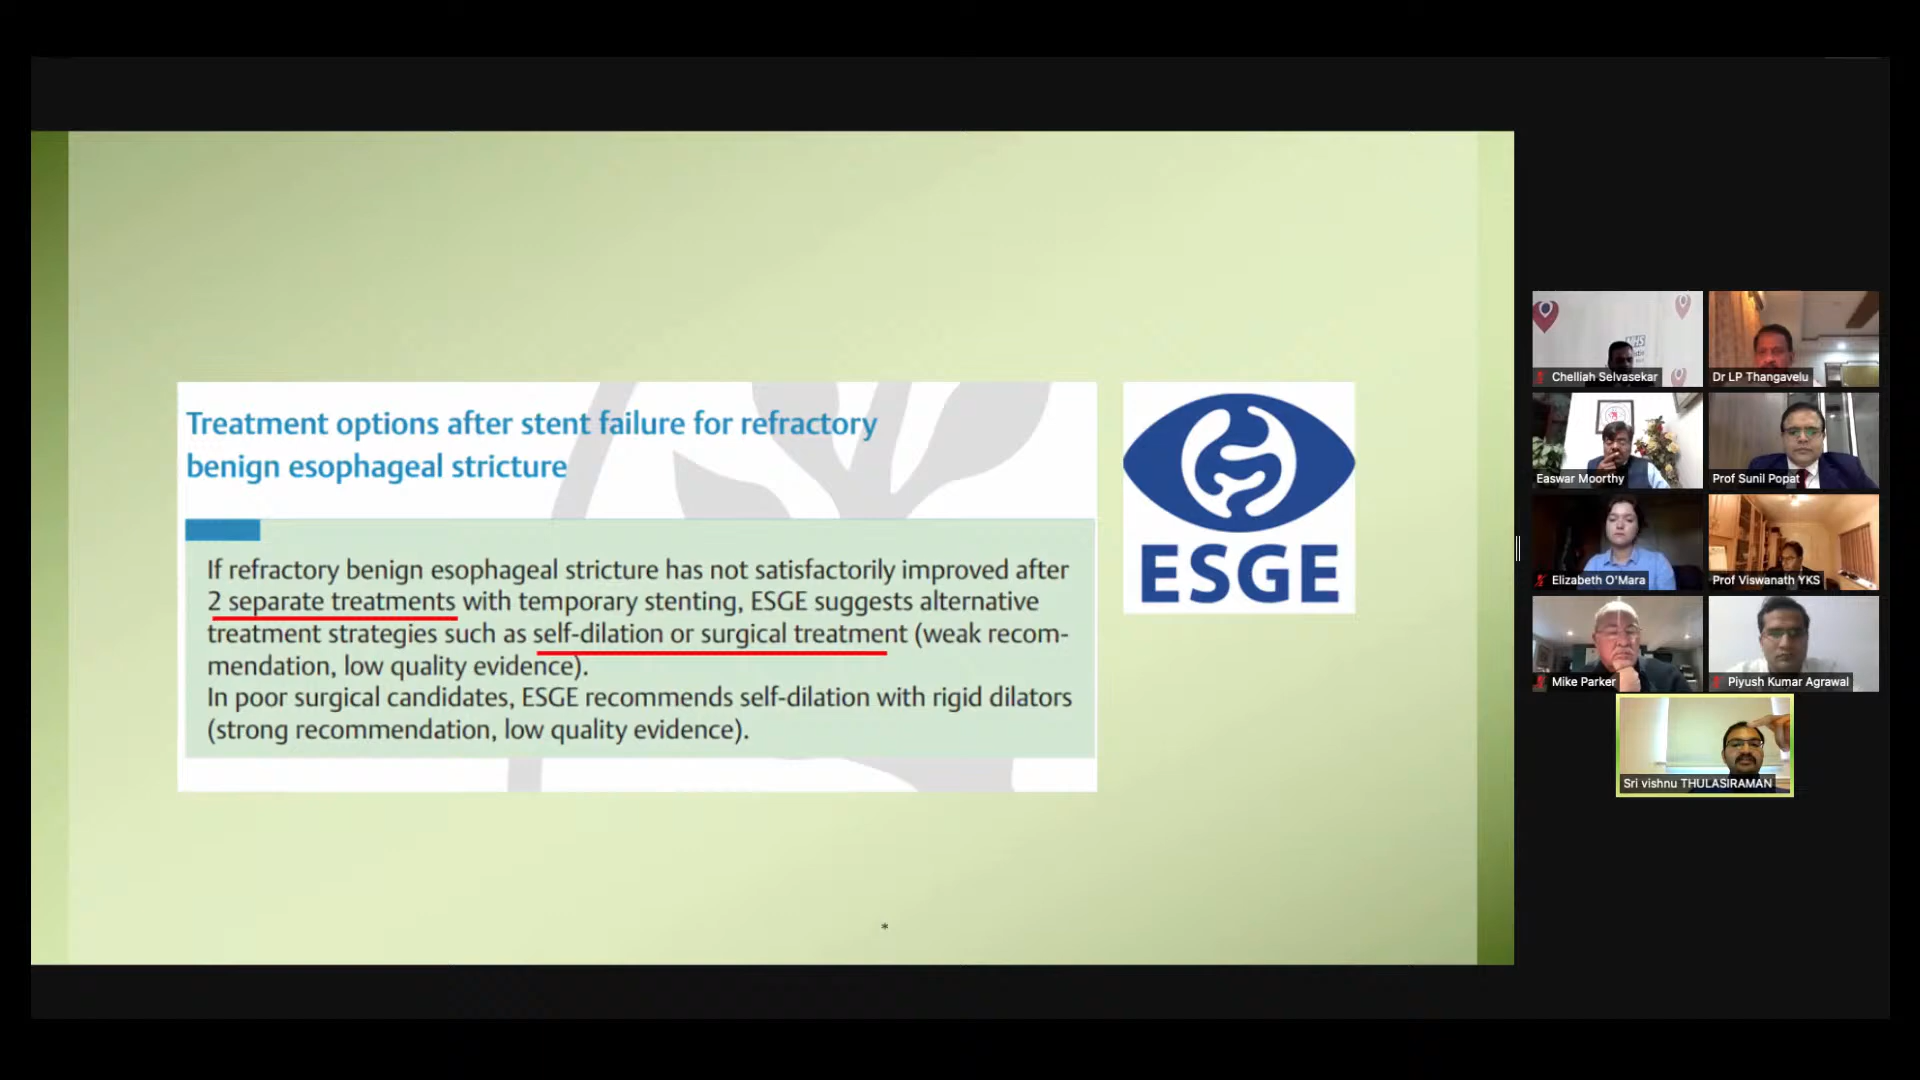 Treatment options after stent failure for refractory
benign esophageal stricture
If refractory benign esophageal stricture has not satisfactorily improved after
2 separate treatments with temporary stenting, ESGE suggests alternative
treatment strategies such as self-dilation or surgical treatment (weak recom-
mendation, low quality evidence).
In poor surgical candidates, ESGE recommends self-dilation with rigid dilators
(strong recommendation, low quality evidence).
ESGE
*
NHS
Chelliah Selvasekar
Dr LP Thangavelu
Easwar Moorthy
Prof Sunil Popat
Elizabeth O'Mara
Prof Viswanath YKS
Mike Parker
Piyush Kumar Agrawal
Sri vishnu THULASIRAMAN